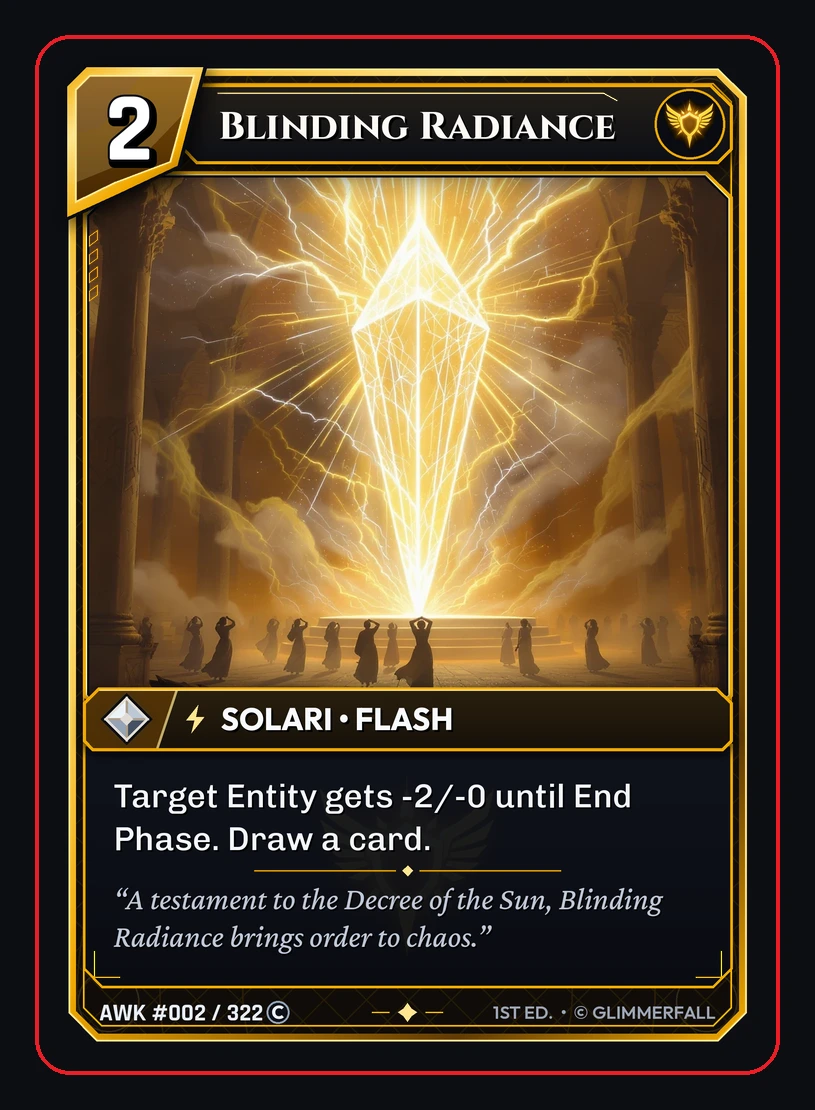 2
BLINDING RADIANCE
SOLARI • FLASH
Target Entity gets -2/-0 until End
Phase. Draw a card.
“A testament to the Decree of the Sun, Blinding
Radiance brings order to chaos.”
AWK #002 / 322 Ⓒ
1ST ED. • © GLIMMERFALL